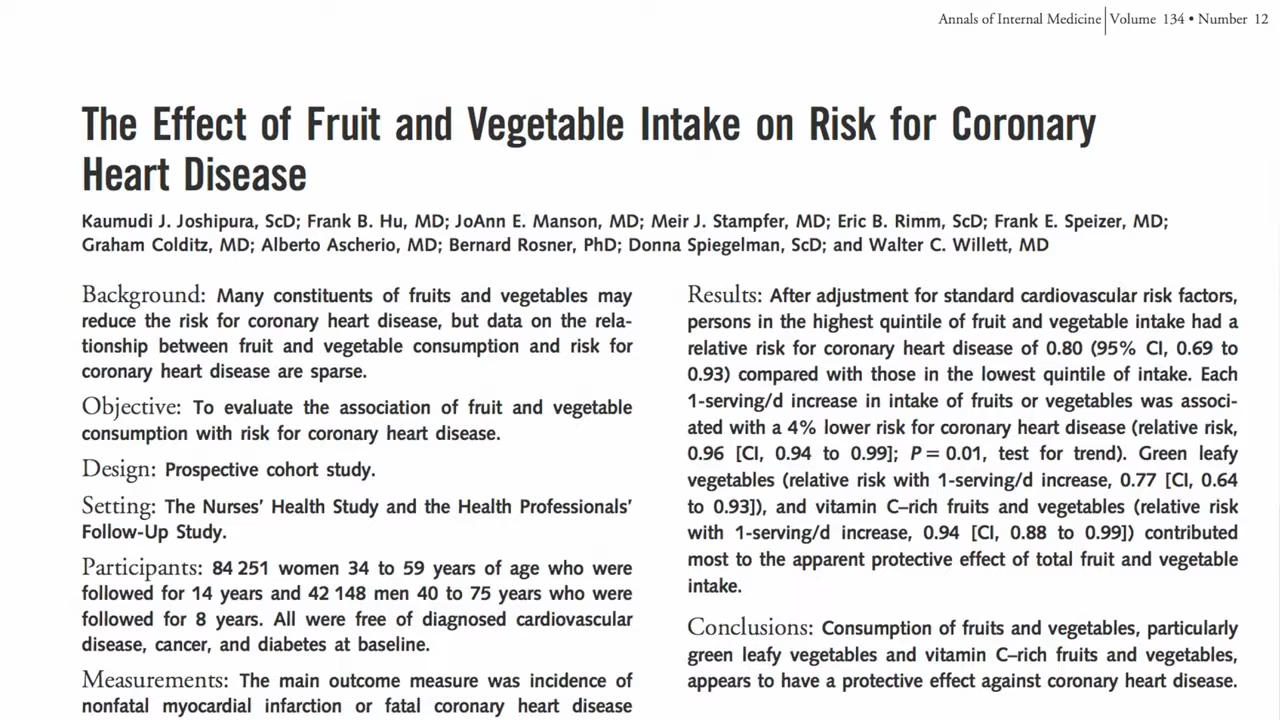 Annals of Internal Medicine Volume 134 • Number 12
The Effect of Fruit and Vegetable Intake on Risk for Coronary
Heart Disease
Kaumudi J. Joshipura, ScD; Frank B. Hu, MD; JoAnn E. Manson, MD; Meir J. Stampfer, MD; Eric B. Rimm, ScD; Frank E. Speizer, MD;
Graham Colditz, MD; Alberto Ascherio, MD; Bernard Rosner, PhD; Donna Spiegelman, ScD; and Walter C. Willett, MD
Background: Many constituents of fruits and vegetables may
reduce the risk for coronary heart disease, but data on the rela-
tionship between fruit and vegetable consumption and risk for
coronary heart disease are sparse.
Objective: To evaluate the association of fruit and vegetable
consumption with risk for coronary heart disease.
Design: Prospective cohort study.
Setting: The Nurses' Health Study and the Health Professionals'
Follow-Up Study.
Participants: 84 251 women 34 to 59 years of age who were
followed for 14 years and 42 148 men 40 to 75 years who were
followed for 8 years. All were free of diagnosed cardiovascular
disease, cancer, and diabetes at baseline.
Measurements: The main outcome measure was incidence of
nonfatal myocardial infarction or fatal coronary heart disease
Results: After adjustment for standard cardiovascular risk factors,
persons in the highest quintile of fruit and vegetable intake had a
relative risk for coronary heart disease of 0.80 (95% CI, 0.69 to
0.93) compared with those in the lowest quintile of intake. Each
1-serving/d increase in intake of fruits or vegetables was associ-
ated with a 4% lower risk for coronary heart disease (relative risk,
0.96 [CI, 0.94 to 0.99]; P = 0.01, test for trend). Green leafy
vegetables (relative risk with 1-serving/d increase, 0.77 [CI, 0.64
to 0.93]), and vitamin C–rich fruits and vegetables (relative risk
with 1-serving/d increase, 0.94 [CI, 0.88 to 0.99]) contributed
most to the apparent protective effect of total fruit and vegetable
intake.
Conclusions: Consumption of fruits and vegetables, particularly
green leafy vegetables and vitamin C–rich fruits and vegetables,
appears to have a protective effect against coronary heart disease.